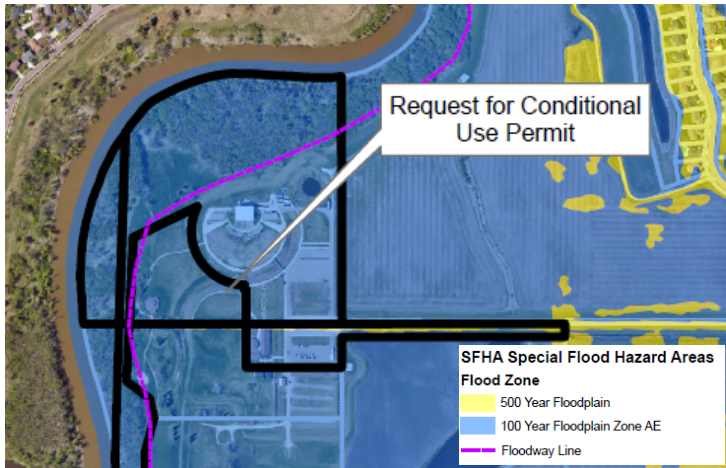 Request for Conditional
Use Permit
SFHA Special Flood Hazard Areas
Flood Zone
500 Year Floodplain
100 Year Floodplain Zone AE
Floodway Line